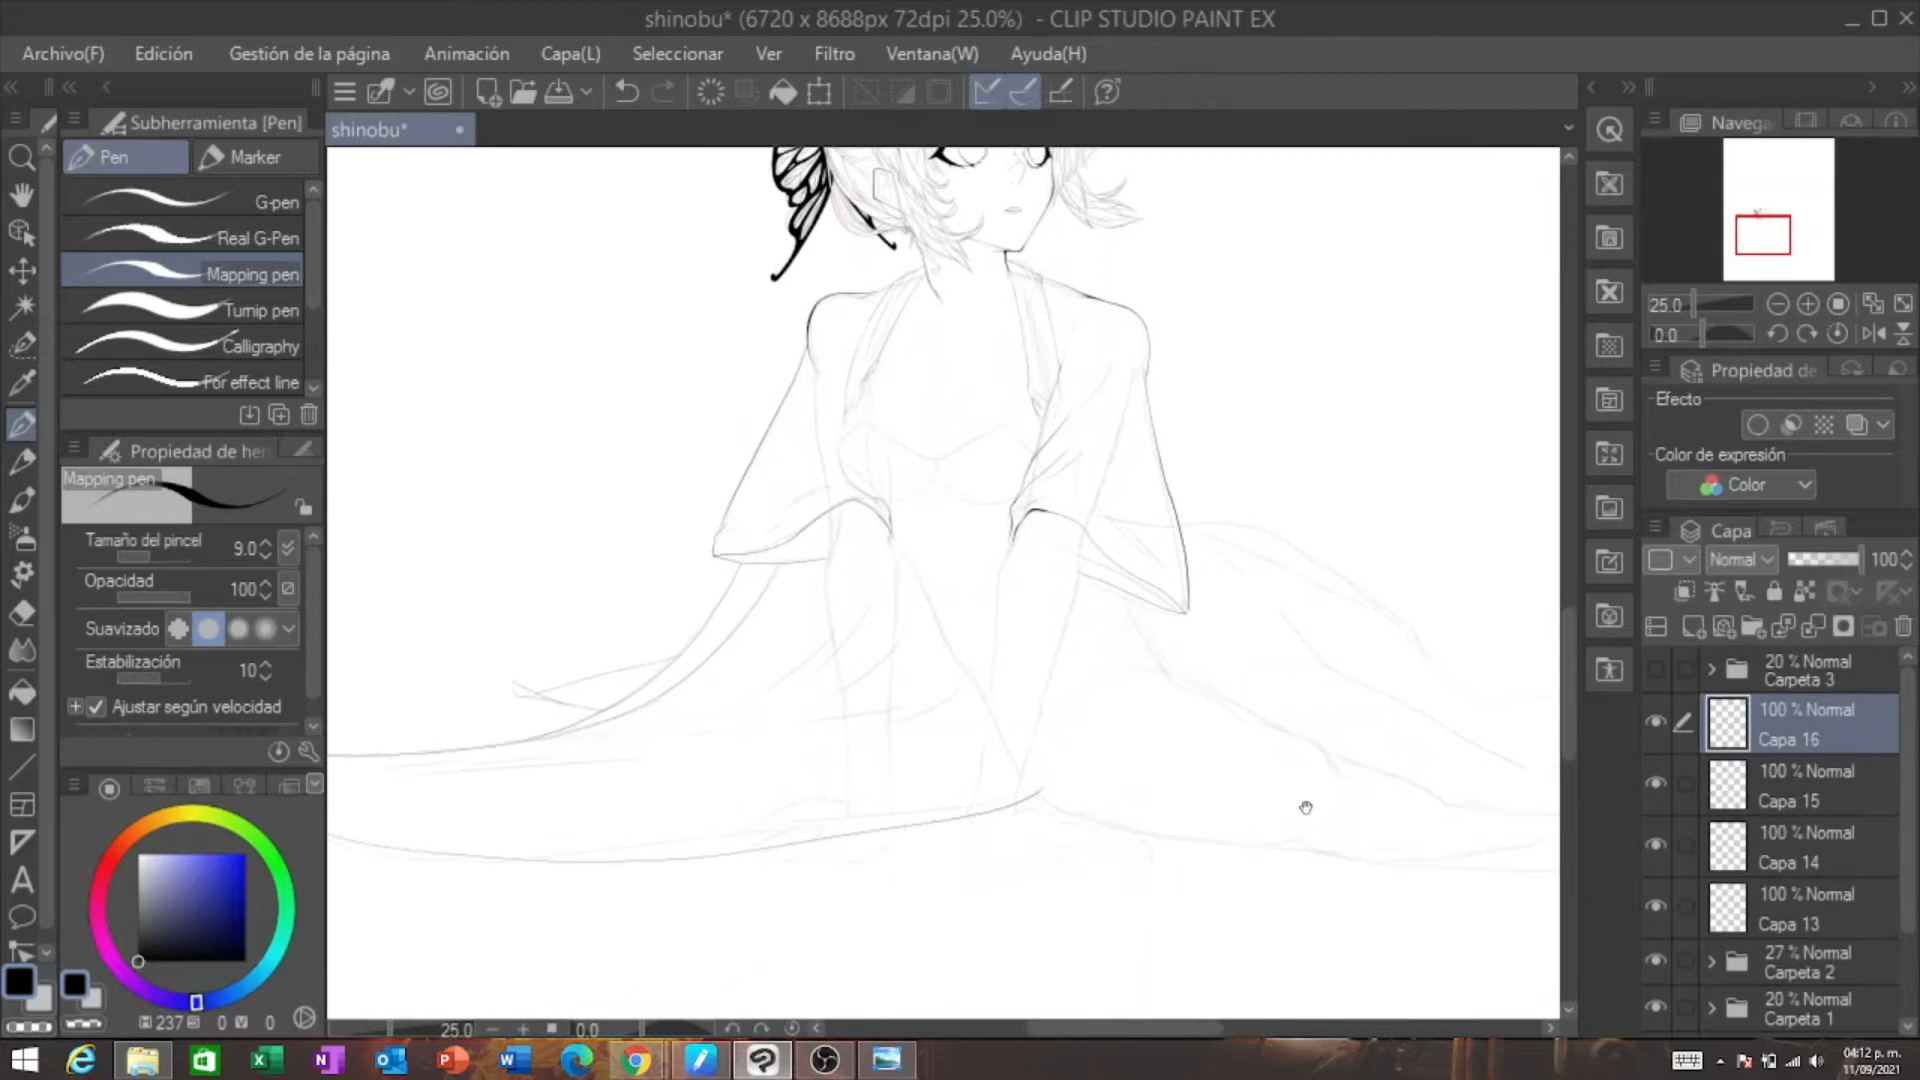 shinobu* (6720 x 8688px 72dpi 25.0%) - CLIP STUDIO PAINT EX
Archivo(F) Edición Gestión de la página Animación Capa(L) Seleccionar Ver Filtro Ventana(W) Ayuda(H)
Subherramienta [Pen]
shinobu*
Pen Marker
G-pen
Real G-Pen
Mapping pen
Turnip pen
Calligraphy
For effect line
Propiedad de her
Mapping pen
Tamaño del pincel 9.0
Opacidad 100
Suavizado
Estabilización 10
Ajustar según velocidad
H 237 S 0 V 0
25.0 0.0
Navega
25.0
0.0
Propiedad de
Efecto
Color de expresión
Color
Capa
Normal 100
20 % Normal
Carpeta 3
100 % Normal
Capa 16
100 % Normal
Capa 15
100 % Normal
Capa 14
100 % Normal
Capa 13
27 % Normal
Carpeta 2
20 % Normal
Carpeta 1
04:12 p. m.
11/09/2021